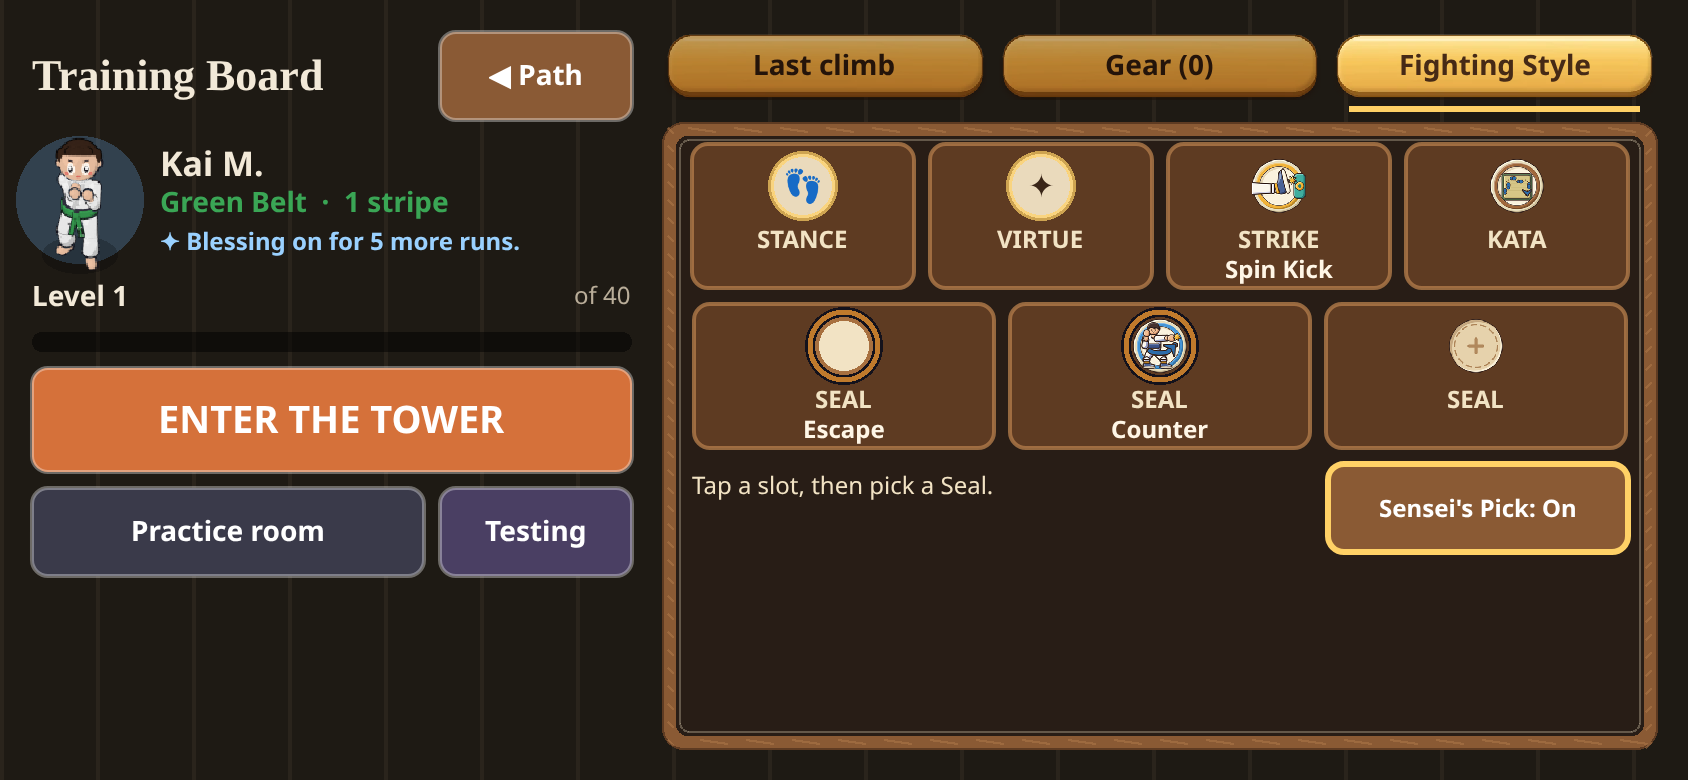 Training Board
◀ Path
Kai M.
Green Belt · 1 stripe
✦ Blessing on for 5 more runs.
Level 1
of 40
ENTER THE TOWER
Practice room
Testing
Last climb
Gear (0)
Fighting Style
STANCE
VIRTUE
STRIKE
Spin Kick
KATA
SEAL
Escape
SEAL
Counter
SEAL
Tap a slot, then pick a Seal.
Sensei's Pick: On